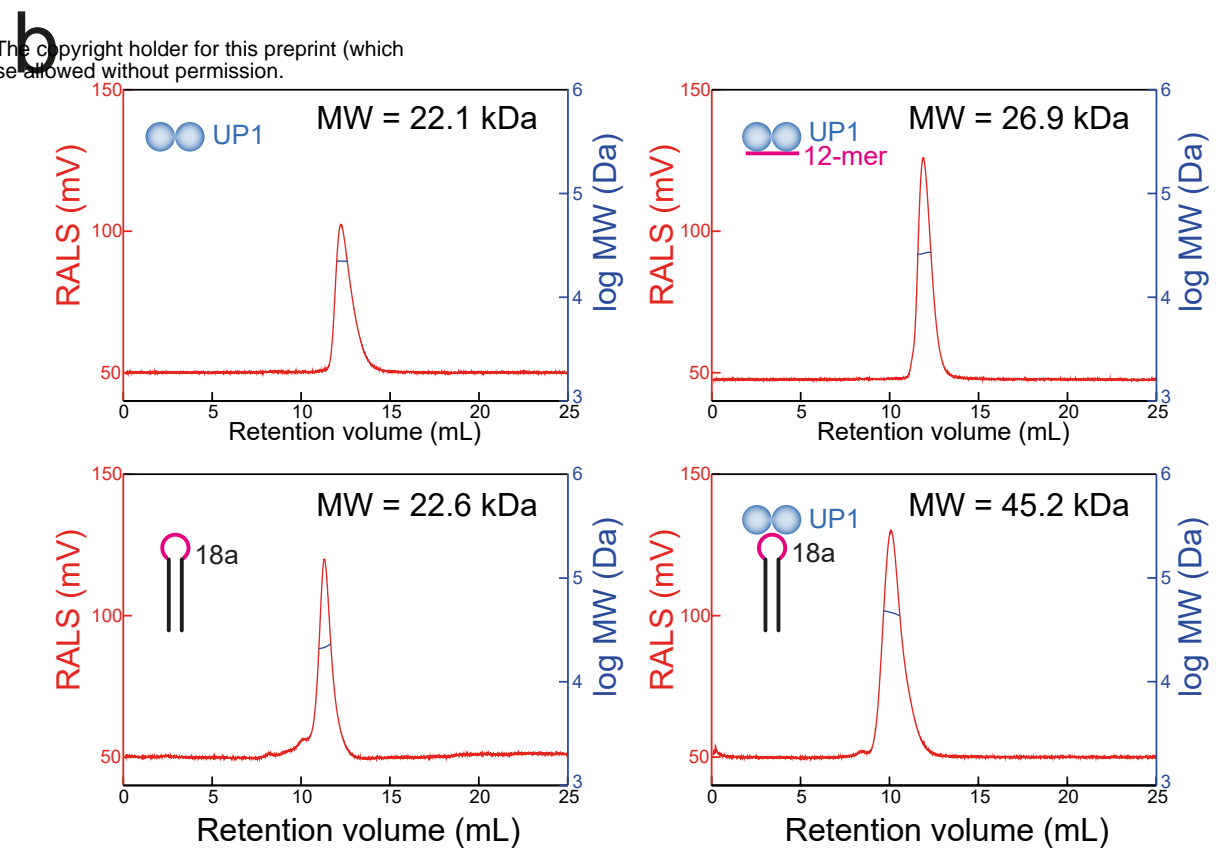 b
The copyright holder for this preprint (which
se allowed without permission.
MW = 22.1 kDa
UP1
RALS (mV)
150
100
50
log MW (Da)
6
5
4
3
0 5 10 15 20 25
Retention volume (mL)
MW = 26.9 kDa
UP1
12-mer
RALS (mV)
150
100
50
log MW (Da)
6
5
4
3
0 5 10 15 20 25
Retention volume (mL)
MW = 22.6 kDa
18a
RALS (mV)
150
100
50
log MW (Da)
6
5
4
3
0 5 10 15 20 25
Retention volume (mL)
MW = 45.2 kDa
UP1
18a
RALS (mV)
150
100
50
log MW (Da)
6
5
4
3
0 5 10 15 20 25
Retention volume (mL)